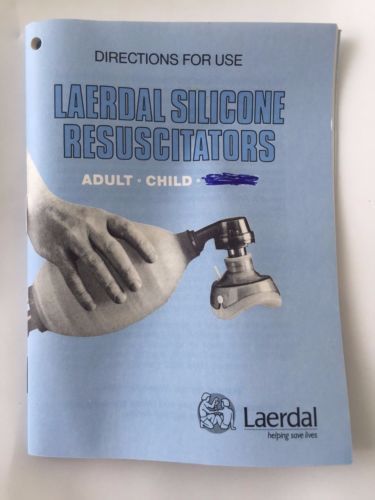 DIRECTIONS FOR USE
LAERDAL SILICONE
RESUSCITATORS
ADULT · CHILD ·
Laerdal
helping save lives